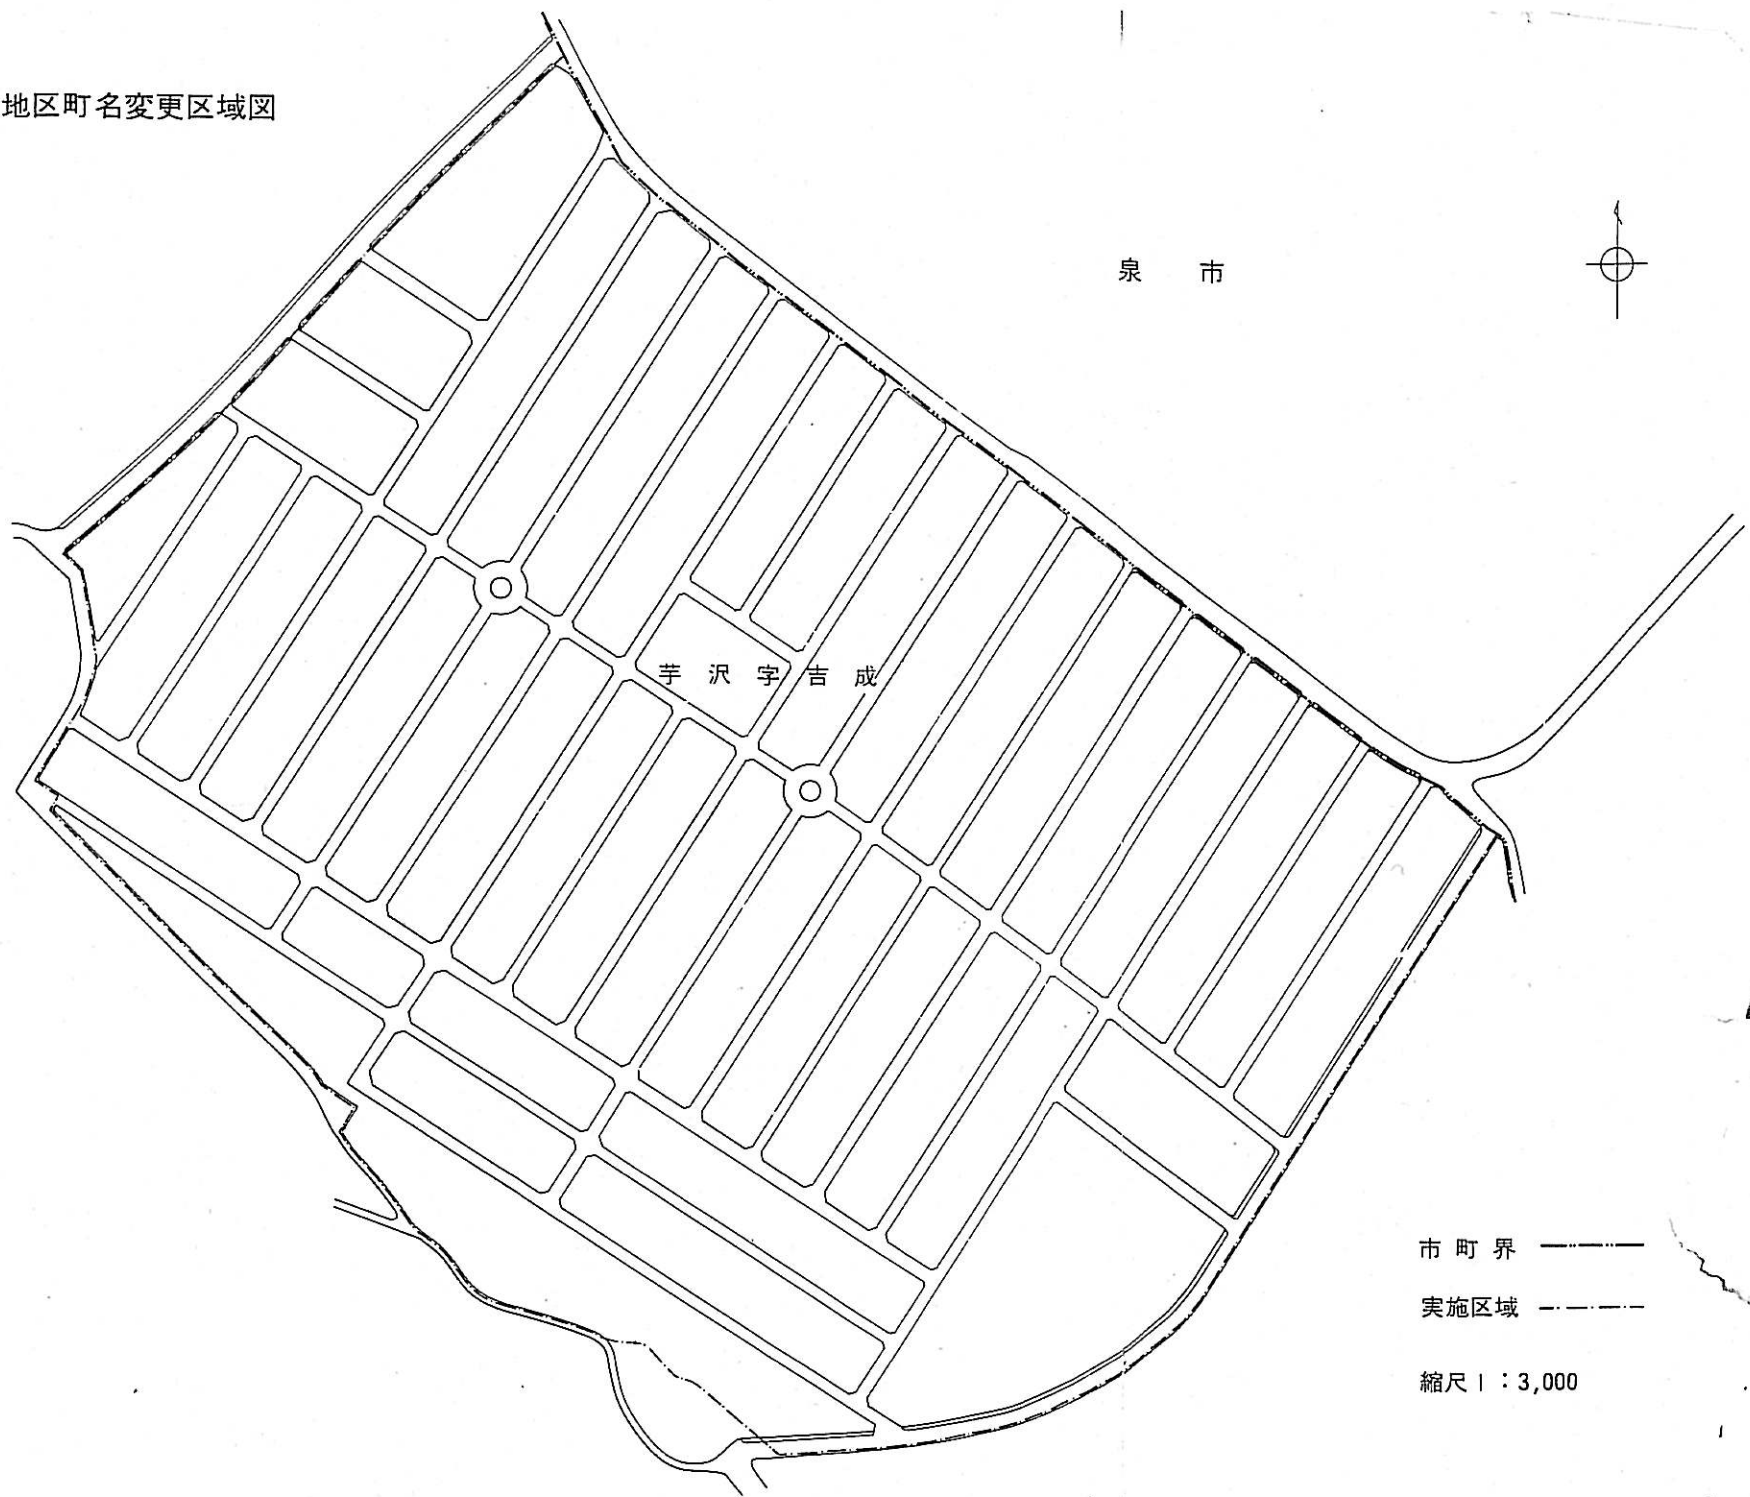 地区町名変更区域図
泉 市
芋 沢 字 吉 成
市 町 界
実施区域
縮尺 1:3,000